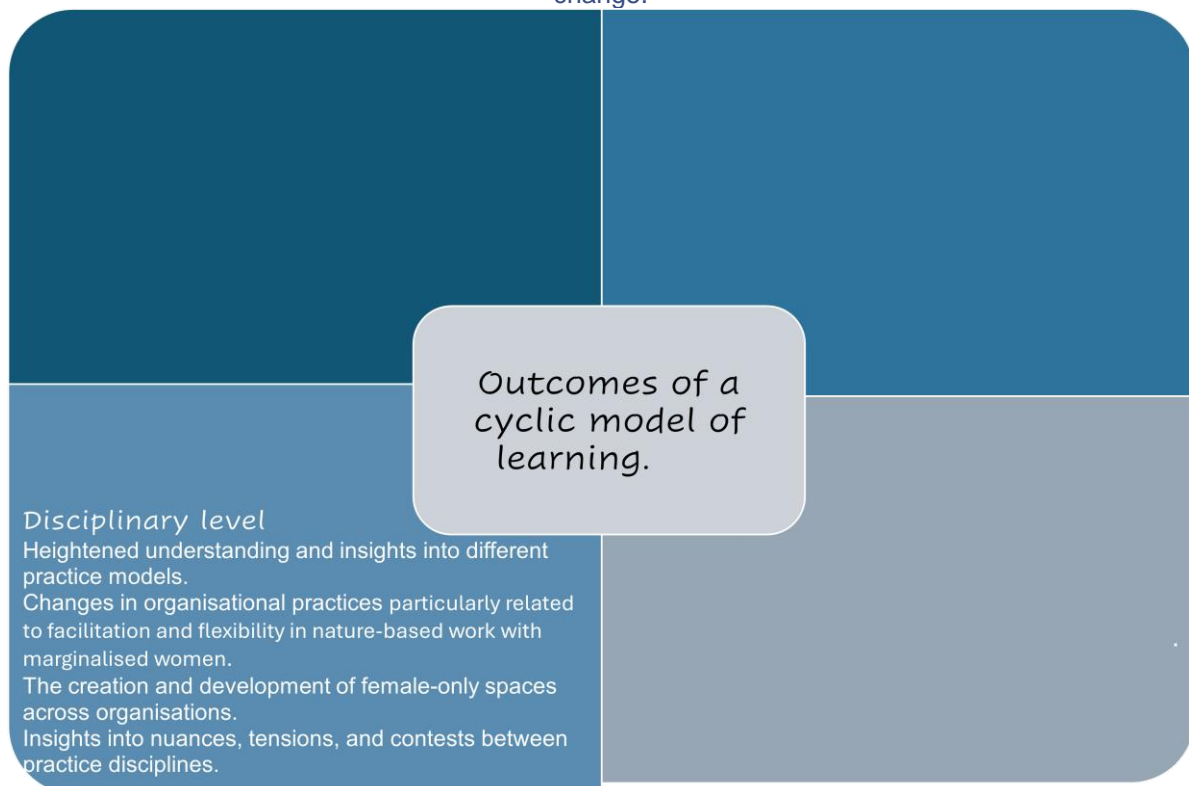 change.
Outcomes of a
cyclic model of
learning.
Disciplinary level
Heightened understanding and insights into different
practice models.
Changes in organisational practices particularly related
to facilitation and flexibility in nature-based work with
marginalised women.
The creation and development of female-only spaces
across organisations.
Insights into nuances, tensions, and contests between
practice disciplines.
.